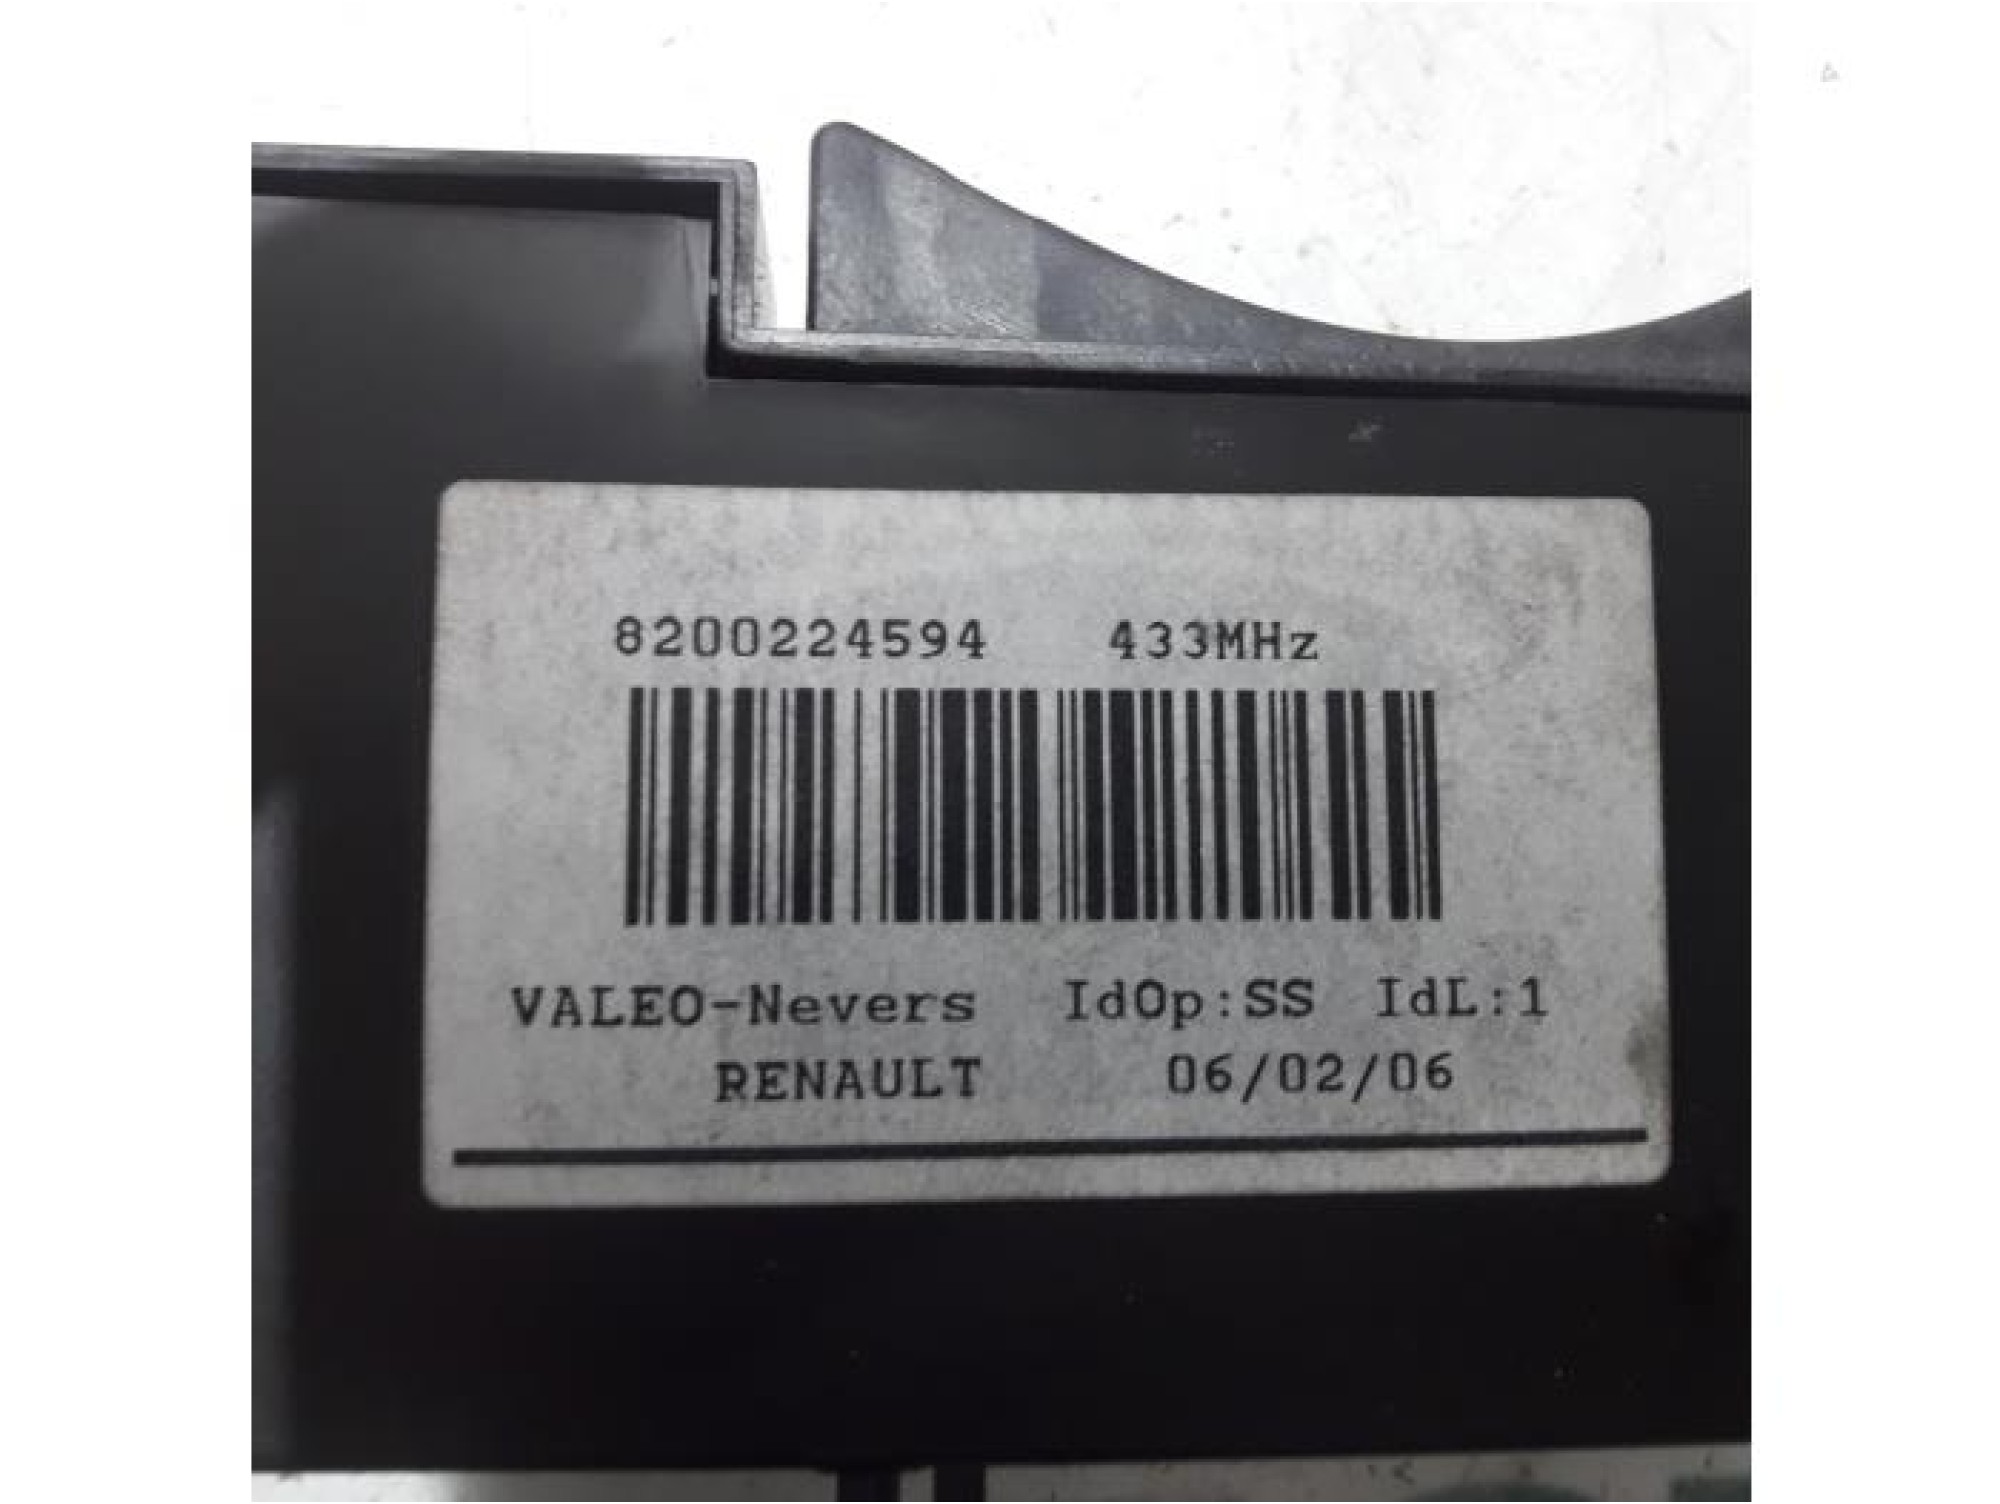 8200224594 433MHz
VALEO-Nevers IdOp:SS IdL:1
RENAULT 06/02/06